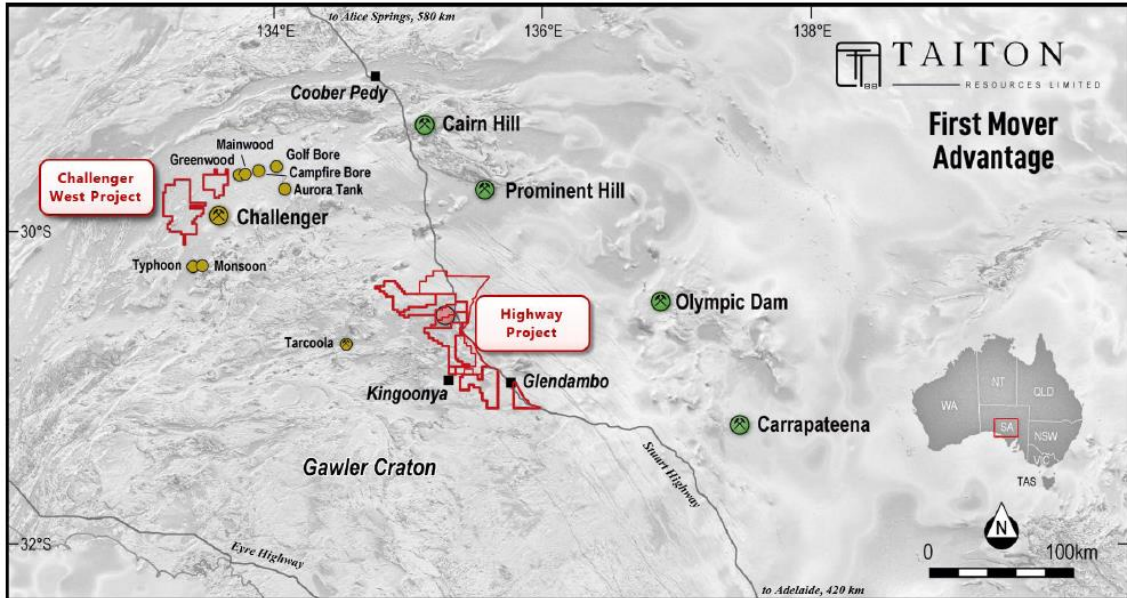 to Alice Springs, 580 km
134°E
136°E
138°E
TAITON
RESOURCES LIMITED
First Mover
Advantage
Coober Pedy
Cairn Hill
Mainwood
Greenwood
Golf Bore
Campfire Bore
Aurora Tank
Challenger
West Project
Prominent Hill
Challenger
30°S
Typhoon
Monsoon
Olympic Dam
Highway
Project
Tarcoola
Kingoonya
Glendambo
Carrapateena
NT
QLD
WA
SA
NSW
VIC
TAS
Gawler Craton
Stuart Highway
32°S
Eyre Highway
N
0
100km
to Adelaide, 420 km